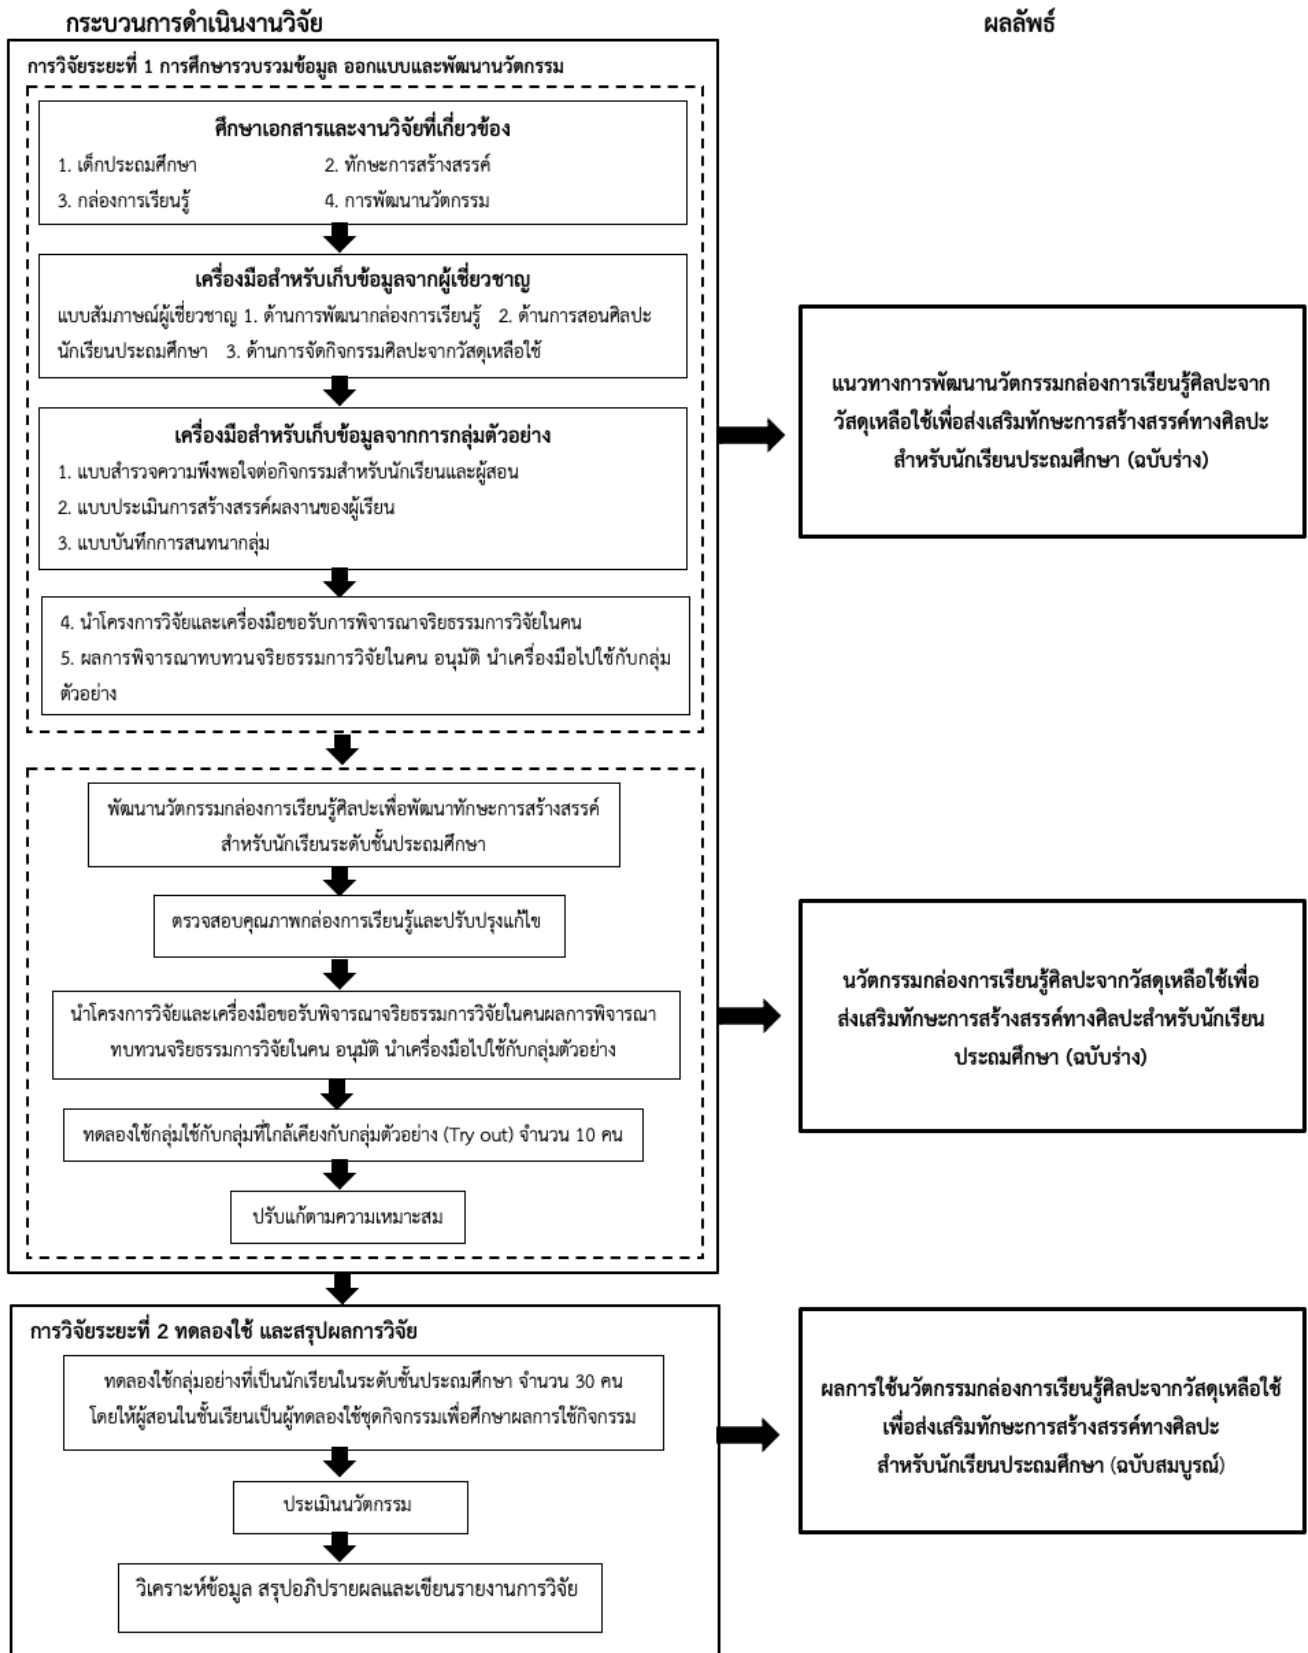 กระบวนการดำเนินงานวิจัย
ผลลัพธ์
การวิจัยระยะที่ 1 การศึกษารวบรวมข้อมูล ออกแบบและพัฒนานวัตกรรม
ศึกษาเอกสารและงานวิจัยที่เกี่ยวข้อง
1. เด็กประถมศึกษา 2. ทักษะการสร้างสรรค์
3. กล่องการเรียนรู้ 4. การพัฒนานวัตกรรม
เครื่องมือสำหรับเก็บข้อมูลจากผู้เชี่ยวชาญ
แบบสัมภาษณ์ผู้เชี่ยวชาญ 1. ด้านการพัฒนากล่องการเรียนรู้ 2. ด้านการสอนศิลปะ
นักเรียนประถมศึกษา 3. ด้านการจัดกิจกรรมศิลปะจากวัสดุเหลือใช้
เครื่องมือสำหรับเก็บข้อมูลจากการกลุ่มตัวอย่าง
1. แบบสำรวจความพึงพอใจต่อกิจกรรมสำหรับนักเรียนและผู้สอน
2. แบบประเมินการสร้างสรรค์ผลงานของผู้เรียน
3. แบบบันทึกการสนทนากลุ่ม
4. นำโครงการวิจัยและเครื่องมือขอรับการพิจารณาจริยธรรมการวิจัยในคน
5. ผลการพิจารณาทบทวนจริยธรรมการวิจัยในคน อนุมัติ นำเครื่องมือไปใช้กับกลุ่ม
ตัวอย่าง
แนวทางการพัฒนานวัตกรรมกล่องการเรียนรู้ศิลปะจาก
วัสดุเหลือใช้เพื่อส่งเสริมทักษะการสร้างสรรค์ทางศิลปะ
สำหรับนักเรียนประถมศึกษา (ฉบับร่าง)
พัฒนานวัตกรรมกล่องการเรียนรู้ศิลปะเพื่อพัฒนาทักษะการสร้างสรรค์
สำหรับนักเรียนระดับชั้นประถมศึกษา
ตรวจสอบคุณภาพกล่องการเรียนรู้และปรับปรุงแก้ไข
นำโครงการวิจัยและเครื่องมือขอรับพิจารณาจริยธรรมการวิจัยในคนผลการพิจารณา
ทบทวนจริยธรรมการวิจัยในคน อนุมัติ นำเครื่องมือไปใช้กับกลุ่มตัวอย่าง
ทดลองใช้กลุ่มใช้กับกลุ่มที่ใกล้เคียงกับกลุ่มตัวอย่าง (Try out) จำนวน 10 คน
ปรับแก้ตามความเหมาะสม
นวัตกรรมกล่องการเรียนรู้ศิลปะจากวัสดุเหลือใช้เพื่อ
ส่งเสริมทักษะการสร้างสรรค์ทางศิลปะสำหรับนักเรียน
ประถมศึกษา (ฉบับร่าง)
การวิจัยระยะที่ 2 ทดลองใช้ และสรุปผลการวิจัย
ทดลองใช้กลุ่มอย่างที่เป็นนักเรียนในระดับชั้นประถมศึกษา จำนวน 30 คน
โดยให้ผู้สอนในชั้นเรียนเป็นผู้ทดลองใช้ชุดกิจกรรมเพื่อศึกษาผลการใช้กิจกรรม
ประเมินนวัตกรรม
วิเคราะห์ข้อมูล สรุปอภิปรายผลและเขียนรายงานการวิจัย
ผลการใช้นวัตกรรมกล่องการเรียนรู้ศิลปะจากวัสดุเหลือใช้
เพื่อส่งเสริมทักษะการสร้างสรรค์ทางศิลปะ
สำหรับนักเรียนประถมศึกษา (ฉบับสมบูรณ์)